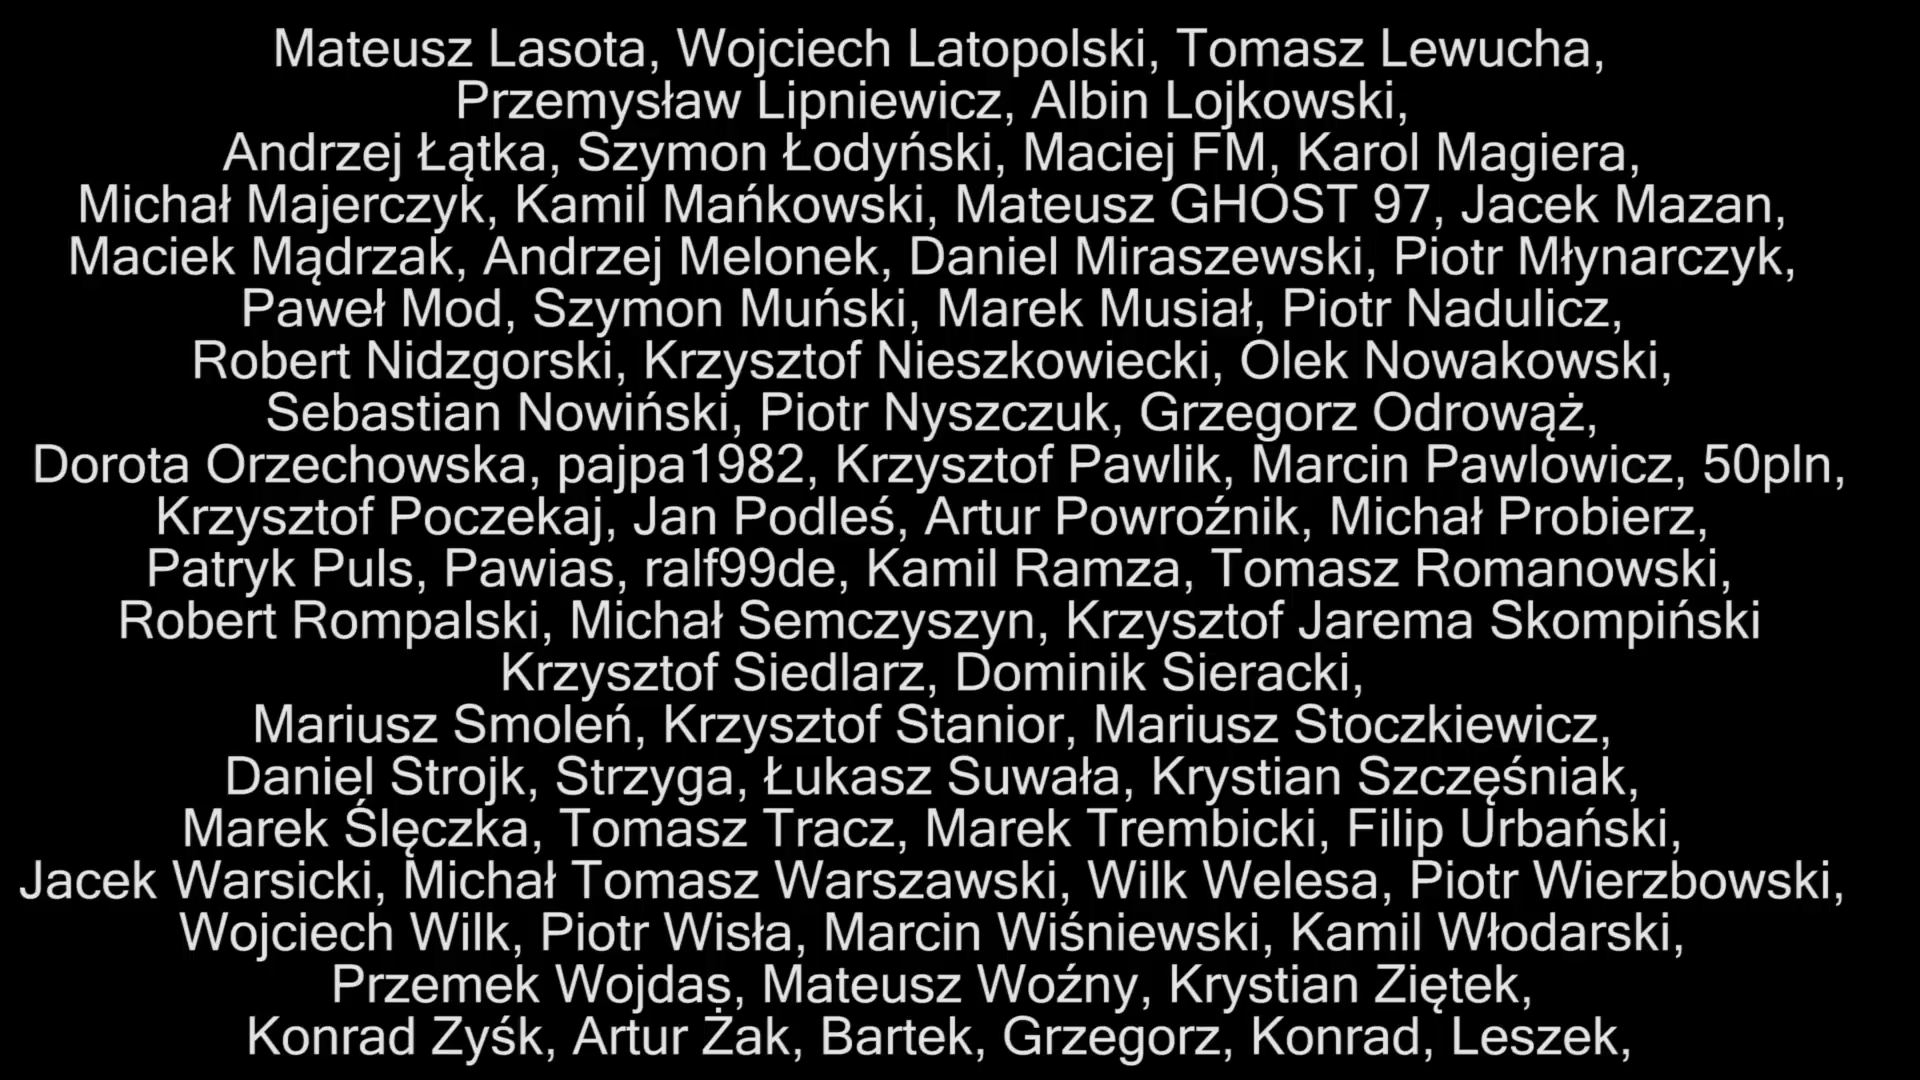 Mateusz Lasota, Wojciech Latopolski, Tomasz Lewucha,
Przemysław Lipniewicz, Albin Lojkowski,
Andrzej Łątka, Szymon Łodyński, Maciej FM, Karol Magiera,
Michał Majerczyk, Kamil Mańkowski, Mateusz GHOST 97, Jacek Mazan,
Maciek Mądrzak, Andrzej Melonek, Daniel Miraszewski, Piotr Młynarczyk,
Paweł Mod, Szymon Muński, Marek Musiał, Piotr Nadulicz,
Robert Nidzgorski, Krzysztof Nieszkowiecki, Olek Nowakowski,
Sebastian Nowiński, Piotr Nyszczuk, Grzegorz Odrowąż,
Dorota Orzechowska, pajpa1982, Krzysztof Pawlik, Marcin Pawlowicz, 50pln,
Krzysztof Poczekaj, Jan Podleś, Artur Powroźnik, Michał Probierz,
Patryk Puls, Pawias, ralf99de, Kamil Ramza, Tomasz Romanowski,
Robert Rompalski, Michał Semczyszyn, Krzysztof Jarema Skompiński
Krzysztof Siedlarz, Dominik Sieracki,
Mariusz Smoleń, Krzysztof Stanior, Mariusz Stoczkiewicz,
Daniel Strojk, Strzyga, Łukasz Suwała, Krystian Szczęśniak,
Marek Ślęczka, Tomasz Tracz, Marek Trembicki, Filip Urbański,
Jacek Warsicki, Michał Tomasz Warszawski, Wilk Welesa, Piotr Wierzbowski,
Wojciech Wilk, Piotr Wisła, Marcin Wiśniewski, Kamil Włodarski,
Przemek Wojdas, Mateusz Woźny, Krystian Ziętek,
Konrad Zyśk, Artur Żak, Bartek, Grzegorz, Konrad, Leszek,